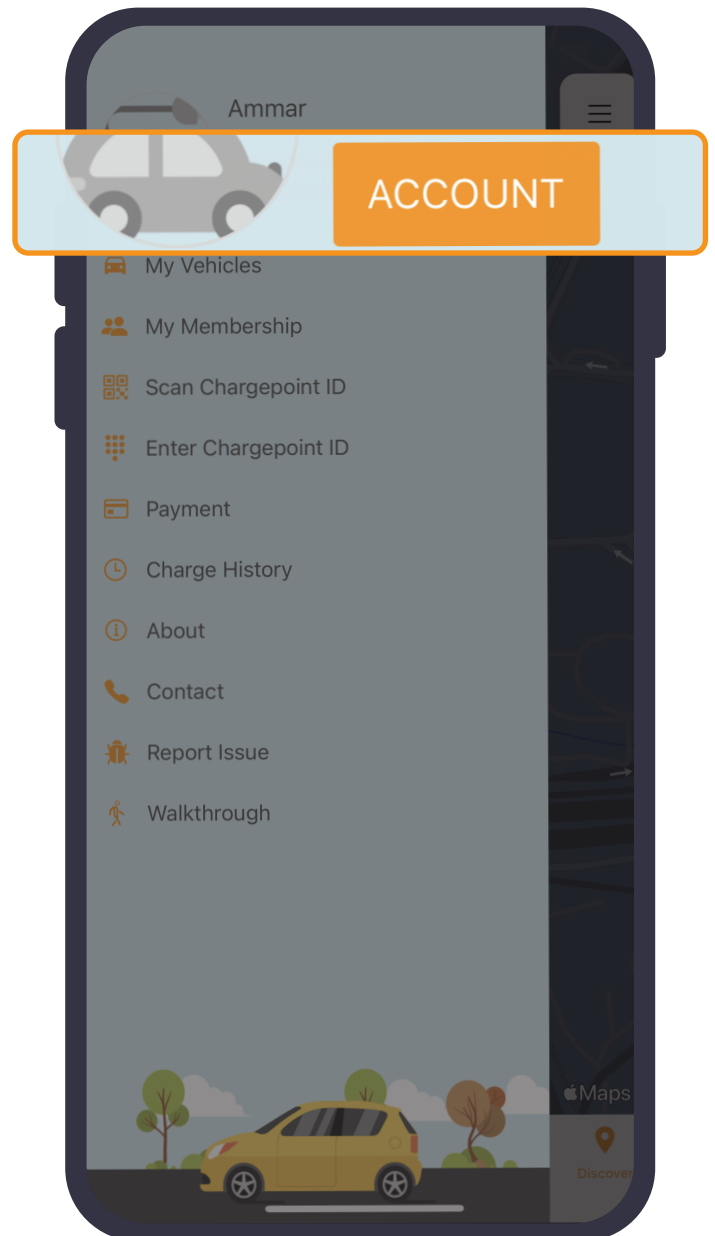 Ammar
ACCOUNT
My Vehicles
My Membership
Scan Chargepoint ID
Enter Chargepoint ID
Payment
Charge History
About
Contact
Report Issue
Walkthrough
Maps
Discover